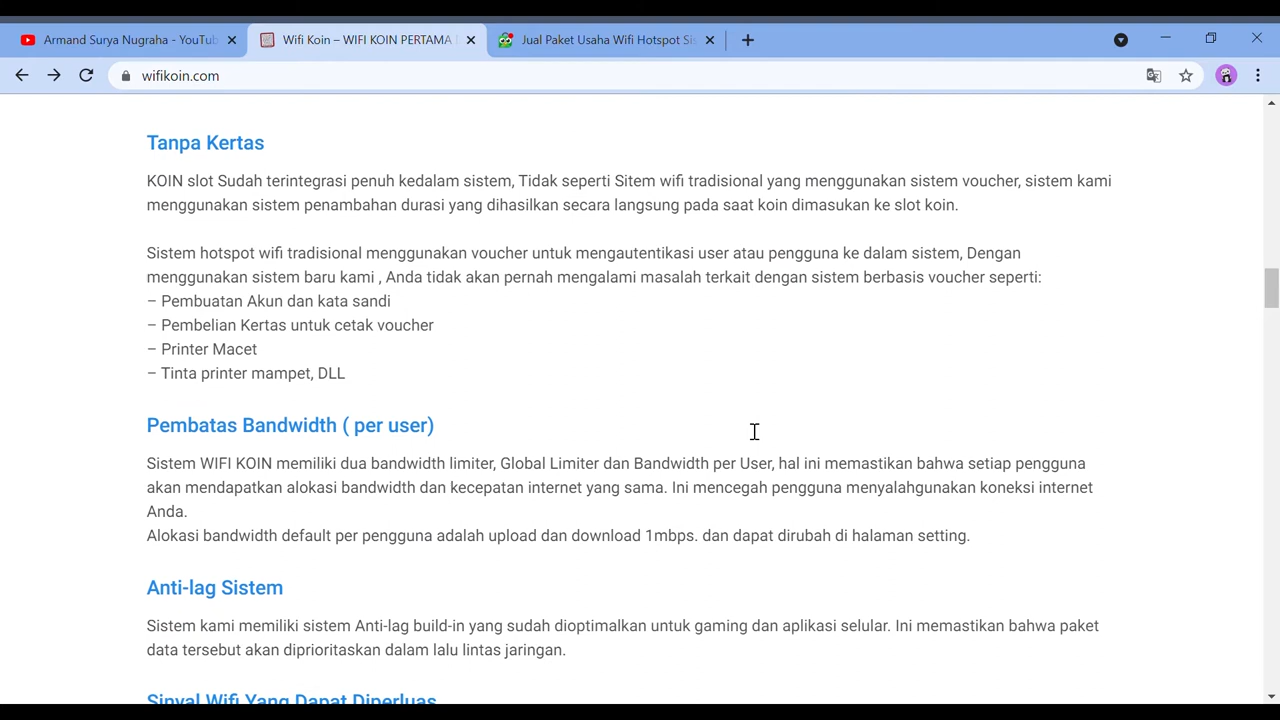 Armand Surya Nugraha - YouTub
Wifi Koin – WIFI KOIN PERTAMA
Jual Paket Usaha Wifi Hotspot Sis
wifikoin.com
Tanpa Kertas
KOIN slot Sudah terintegrasi penuh kedalam sistem, Tidak seperti Sitem wifi tradisional yang menggunakan sistem voucher, sistem kami
menggunakan sistem penambahan durasi yang dihasilkan secara langsung pada saat koin dimasukan ke slot koin.
Sistem hotspot wifi tradisional menggunakan voucher untuk mengautentikasi user atau pengguna ke dalam sistem, Dengan
menggunakan sistem baru kami , Anda tidak akan pernah mengalami masalah terkait dengan sistem berbasis voucher seperti:
– Pembuatan Akun dan kata sandi
– Pembelian Kertas untuk cetak voucher
– Printer Macet
– Tinta printer mampet, DLL
Pembatas Bandwidth ( per user)
Sistem WIFI KOIN memiliki dua bandwidth limiter, Global Limiter dan Bandwidth per User, hal ini memastikan bahwa setiap pengguna
akan mendapatkan alokasi bandwidth dan kecepatan internet yang sama. Ini mencegah pengguna menyalahgunakan koneksi internet
Anda.
Alokasi bandwidth default per pengguna adalah upload dan download 1mbps. dan dapat dirubah di halaman setting.
Anti-lag Sistem
Sistem kami memiliki sistem Anti-lag build-in yang sudah dioptimalkan untuk gaming dan aplikasi selular. Ini memastikan bahwa paket
data tersebut akan diprioritaskan dalam lalu lintas jaringan.
Sinyal Wifi Yang Dapat Diperluas